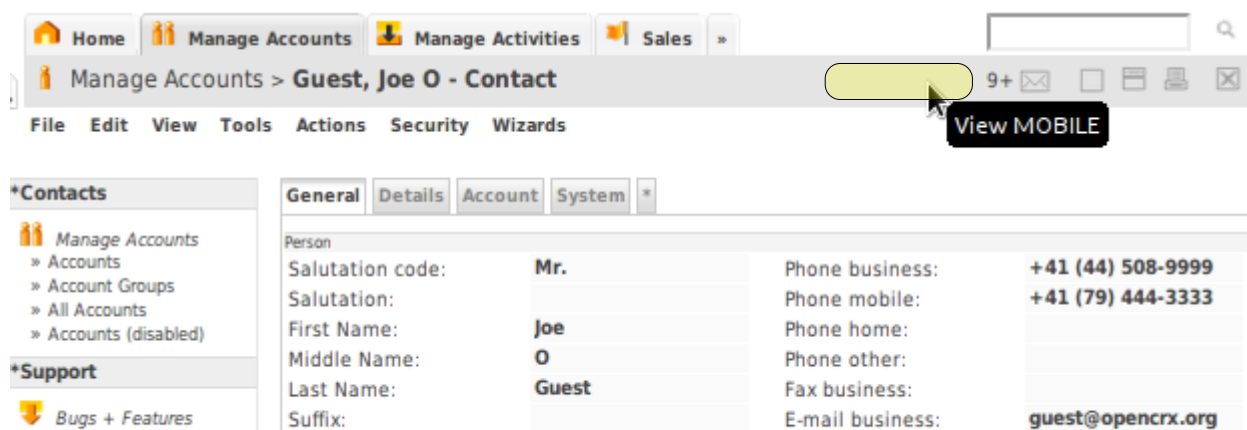 Home Manage Accounts Manage Activities Sales »
Manage Accounts > Guest, Joe O - Contact 9+
View MOBILE
File Edit View Tools Actions Security Wizards
*Contacts
General Details Account System *
Manage Accounts
Person
» Accounts
Salutation code: Mr. Phone business: +41 (44) 508-9999
» Account Groups
Salutation: Phone mobile: +41 (79) 444-3333
» All Accounts
First Name: Joe Phone home:
» Accounts (disabled)
Middle Name: O Phone other:
*Support
Last Name: Guest Fax business:
Bugs + Features
Suffix: E-mail business: guest@opencrx.org